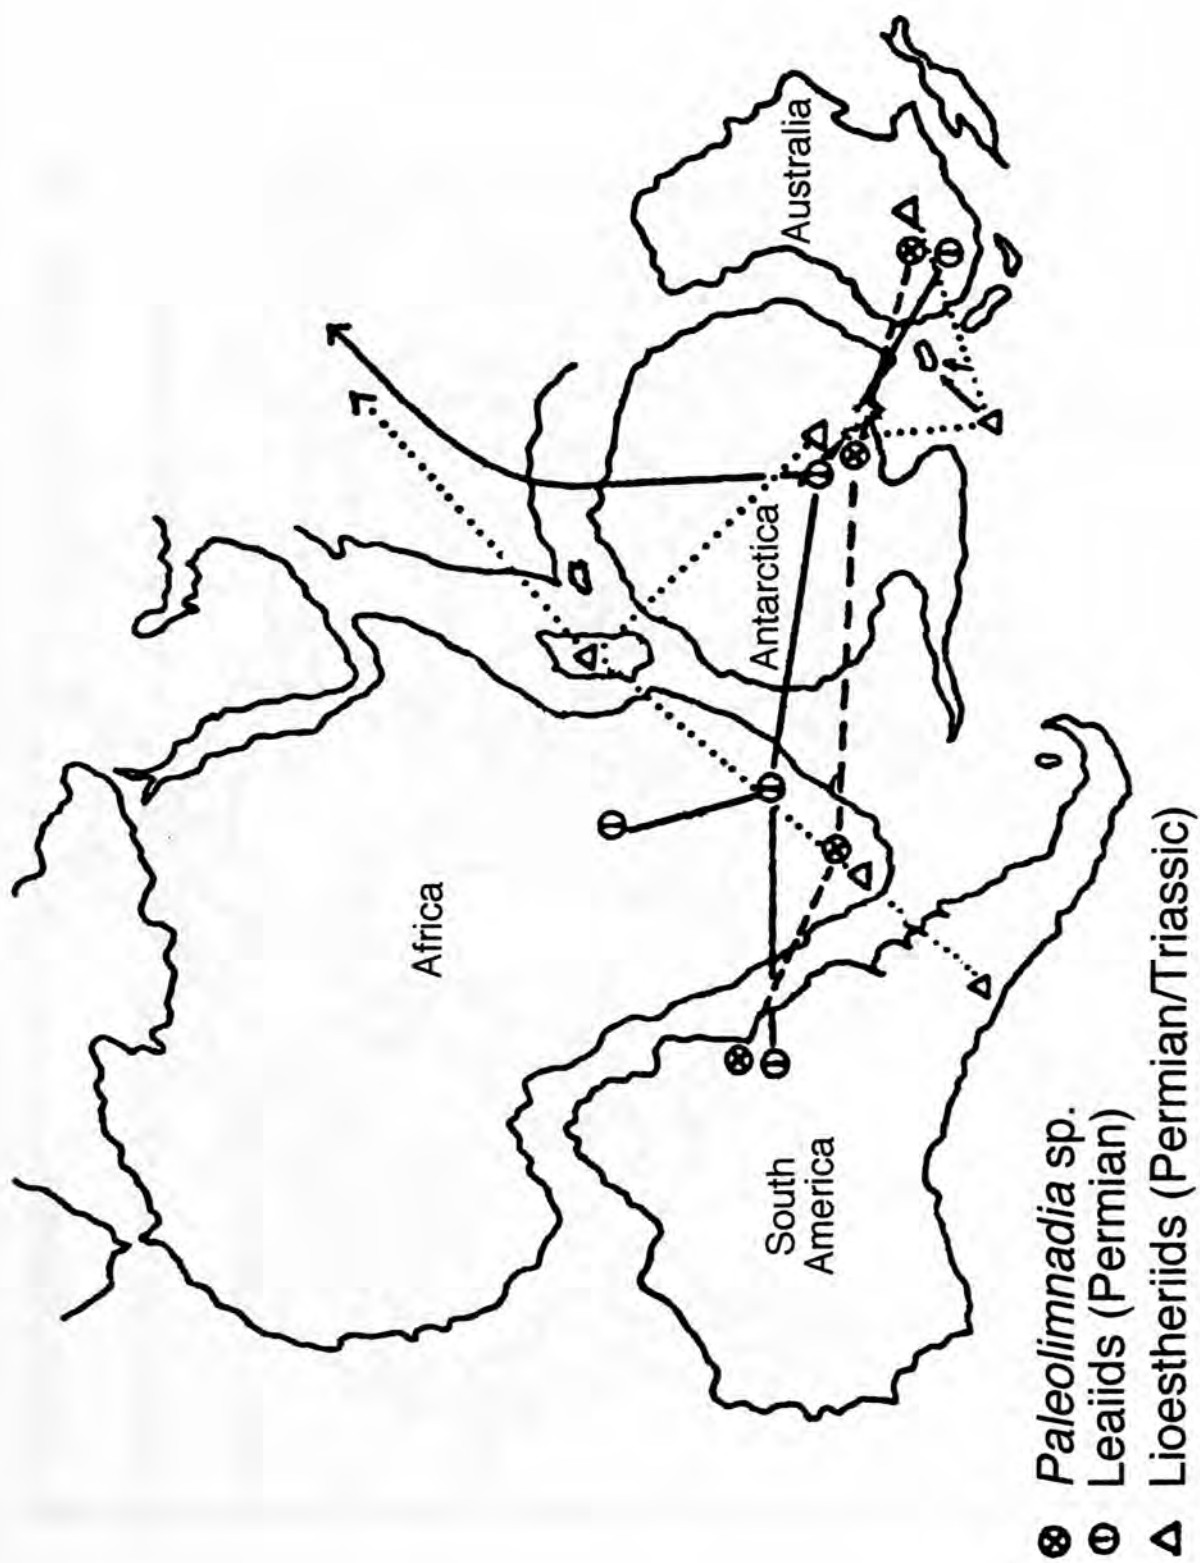 Africa
Australia
Antarctica
South
America
Paleolimnadia sp.
Leaiids (Permian)
Lioestheriids (Permian/Triassic)